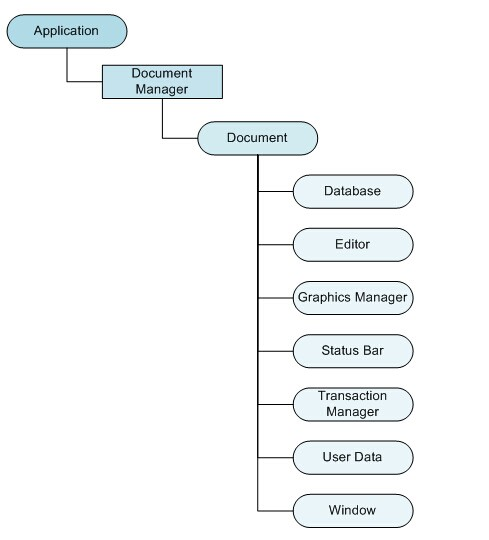 Application
Document
Manager
Document
Database
Editor
Graphics Manager
Status Bar
Transaction
Manager
User Data
Window